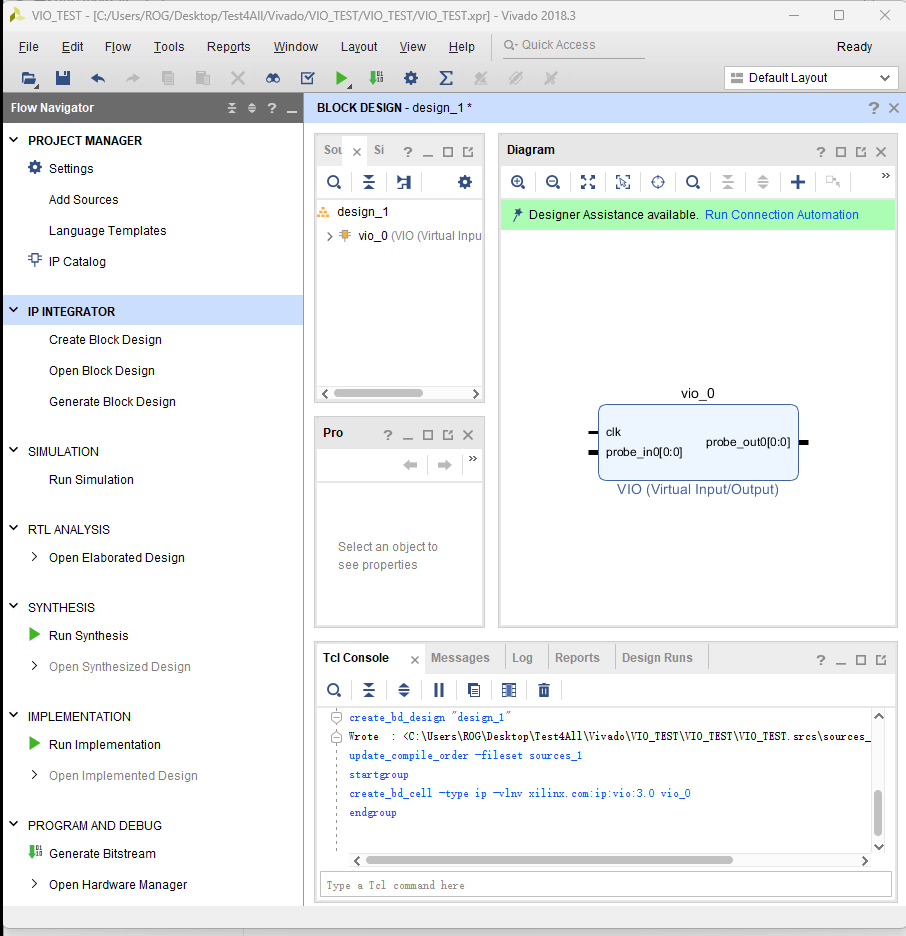 VIO_TEST - [C:/Users/ROG/Desktop/Test4All/Vivado/VIO_TEST/VIO_TEST/VIO_TEST.xpr] - Vivado 2018.3
File Edit Flow Tools Reports Window Layout View Help Quick Access Ready
Default Layout
Flow Navigator
PROJECT MANAGER
Settings
Add Sources
Language Templates
IP Catalog
IP INTEGRATOR
Create Block Design
Open Block Design
Generate Block Design
SIMULATION
Run Simulation
RTL ANALYSIS
Open Elaborated Design
SYNTHESIS
Run Synthesis
Open Synthesized Design
IMPLEMENTATION
Run Implementation
Open Implemented Design
PROGRAM AND DEBUG
Generate Bitstream
Open Hardware Manager
BLOCK DESIGN - design_1 *
Sou Si
design_1
vio_0 (VIO (Virtual Inpu
Pro
Select an object to
see properties
Diagram
Designer Assistance available. Run Connection Automation
vio_0
clk
probe_in0[0:0]
probe_out0[0:0]
VIO (Virtual Input/Output)
Tcl Console Messages Log Reports Design Runs
create_bd_design "design_1"
Wrote : <C:\Users\ROG\Desktop\Test4All\Vivado\VIO_TEST\VIO_TEST\VIO_TEST.srcs\sources_
update_compile_order -fileset sources_1
startgroup
create_bd_cell -type ip -vlnv xilinx.com:ip:vio:3.0 vio_0
endgroup
Type a Tcl command here